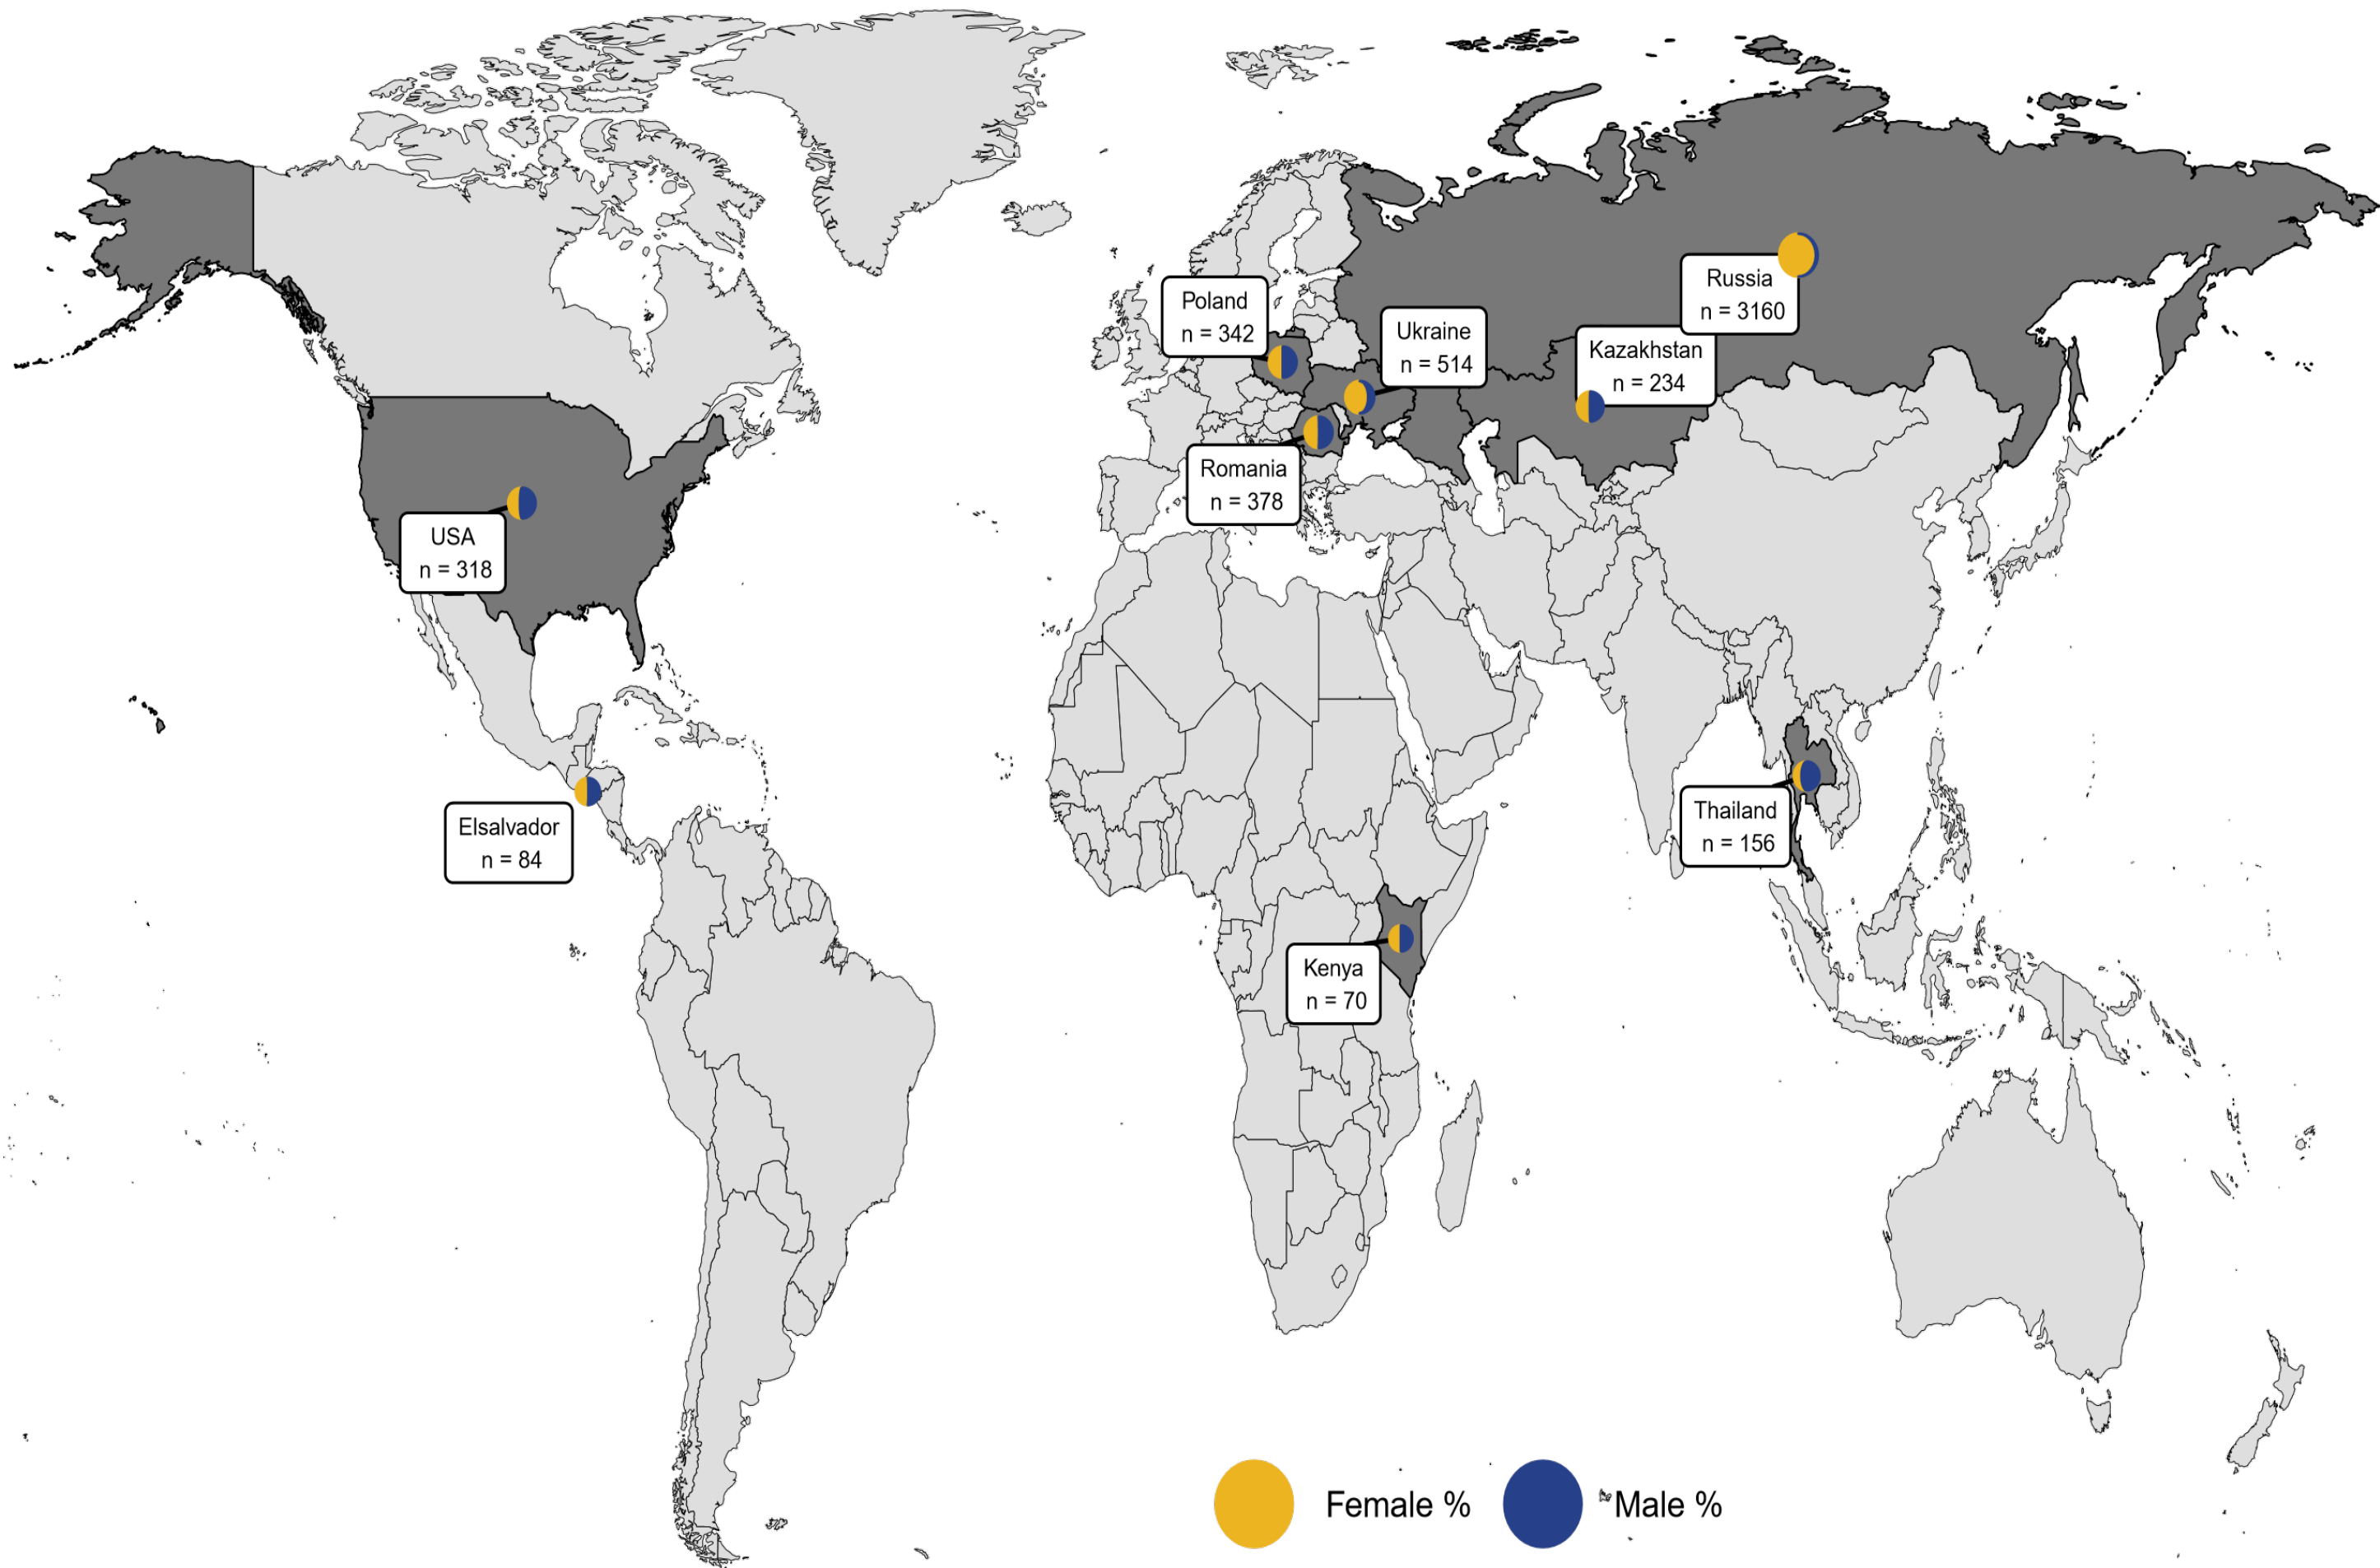 Russia
n = 3160
Poland
n = 342
Ukraine
n = 514
Kazakhstan
n = 234
Romania
n = 378
USA
n = 318
Elsalvador
n = 84
Thailand
n = 156
Kenya
n = 70
Female %
Male %